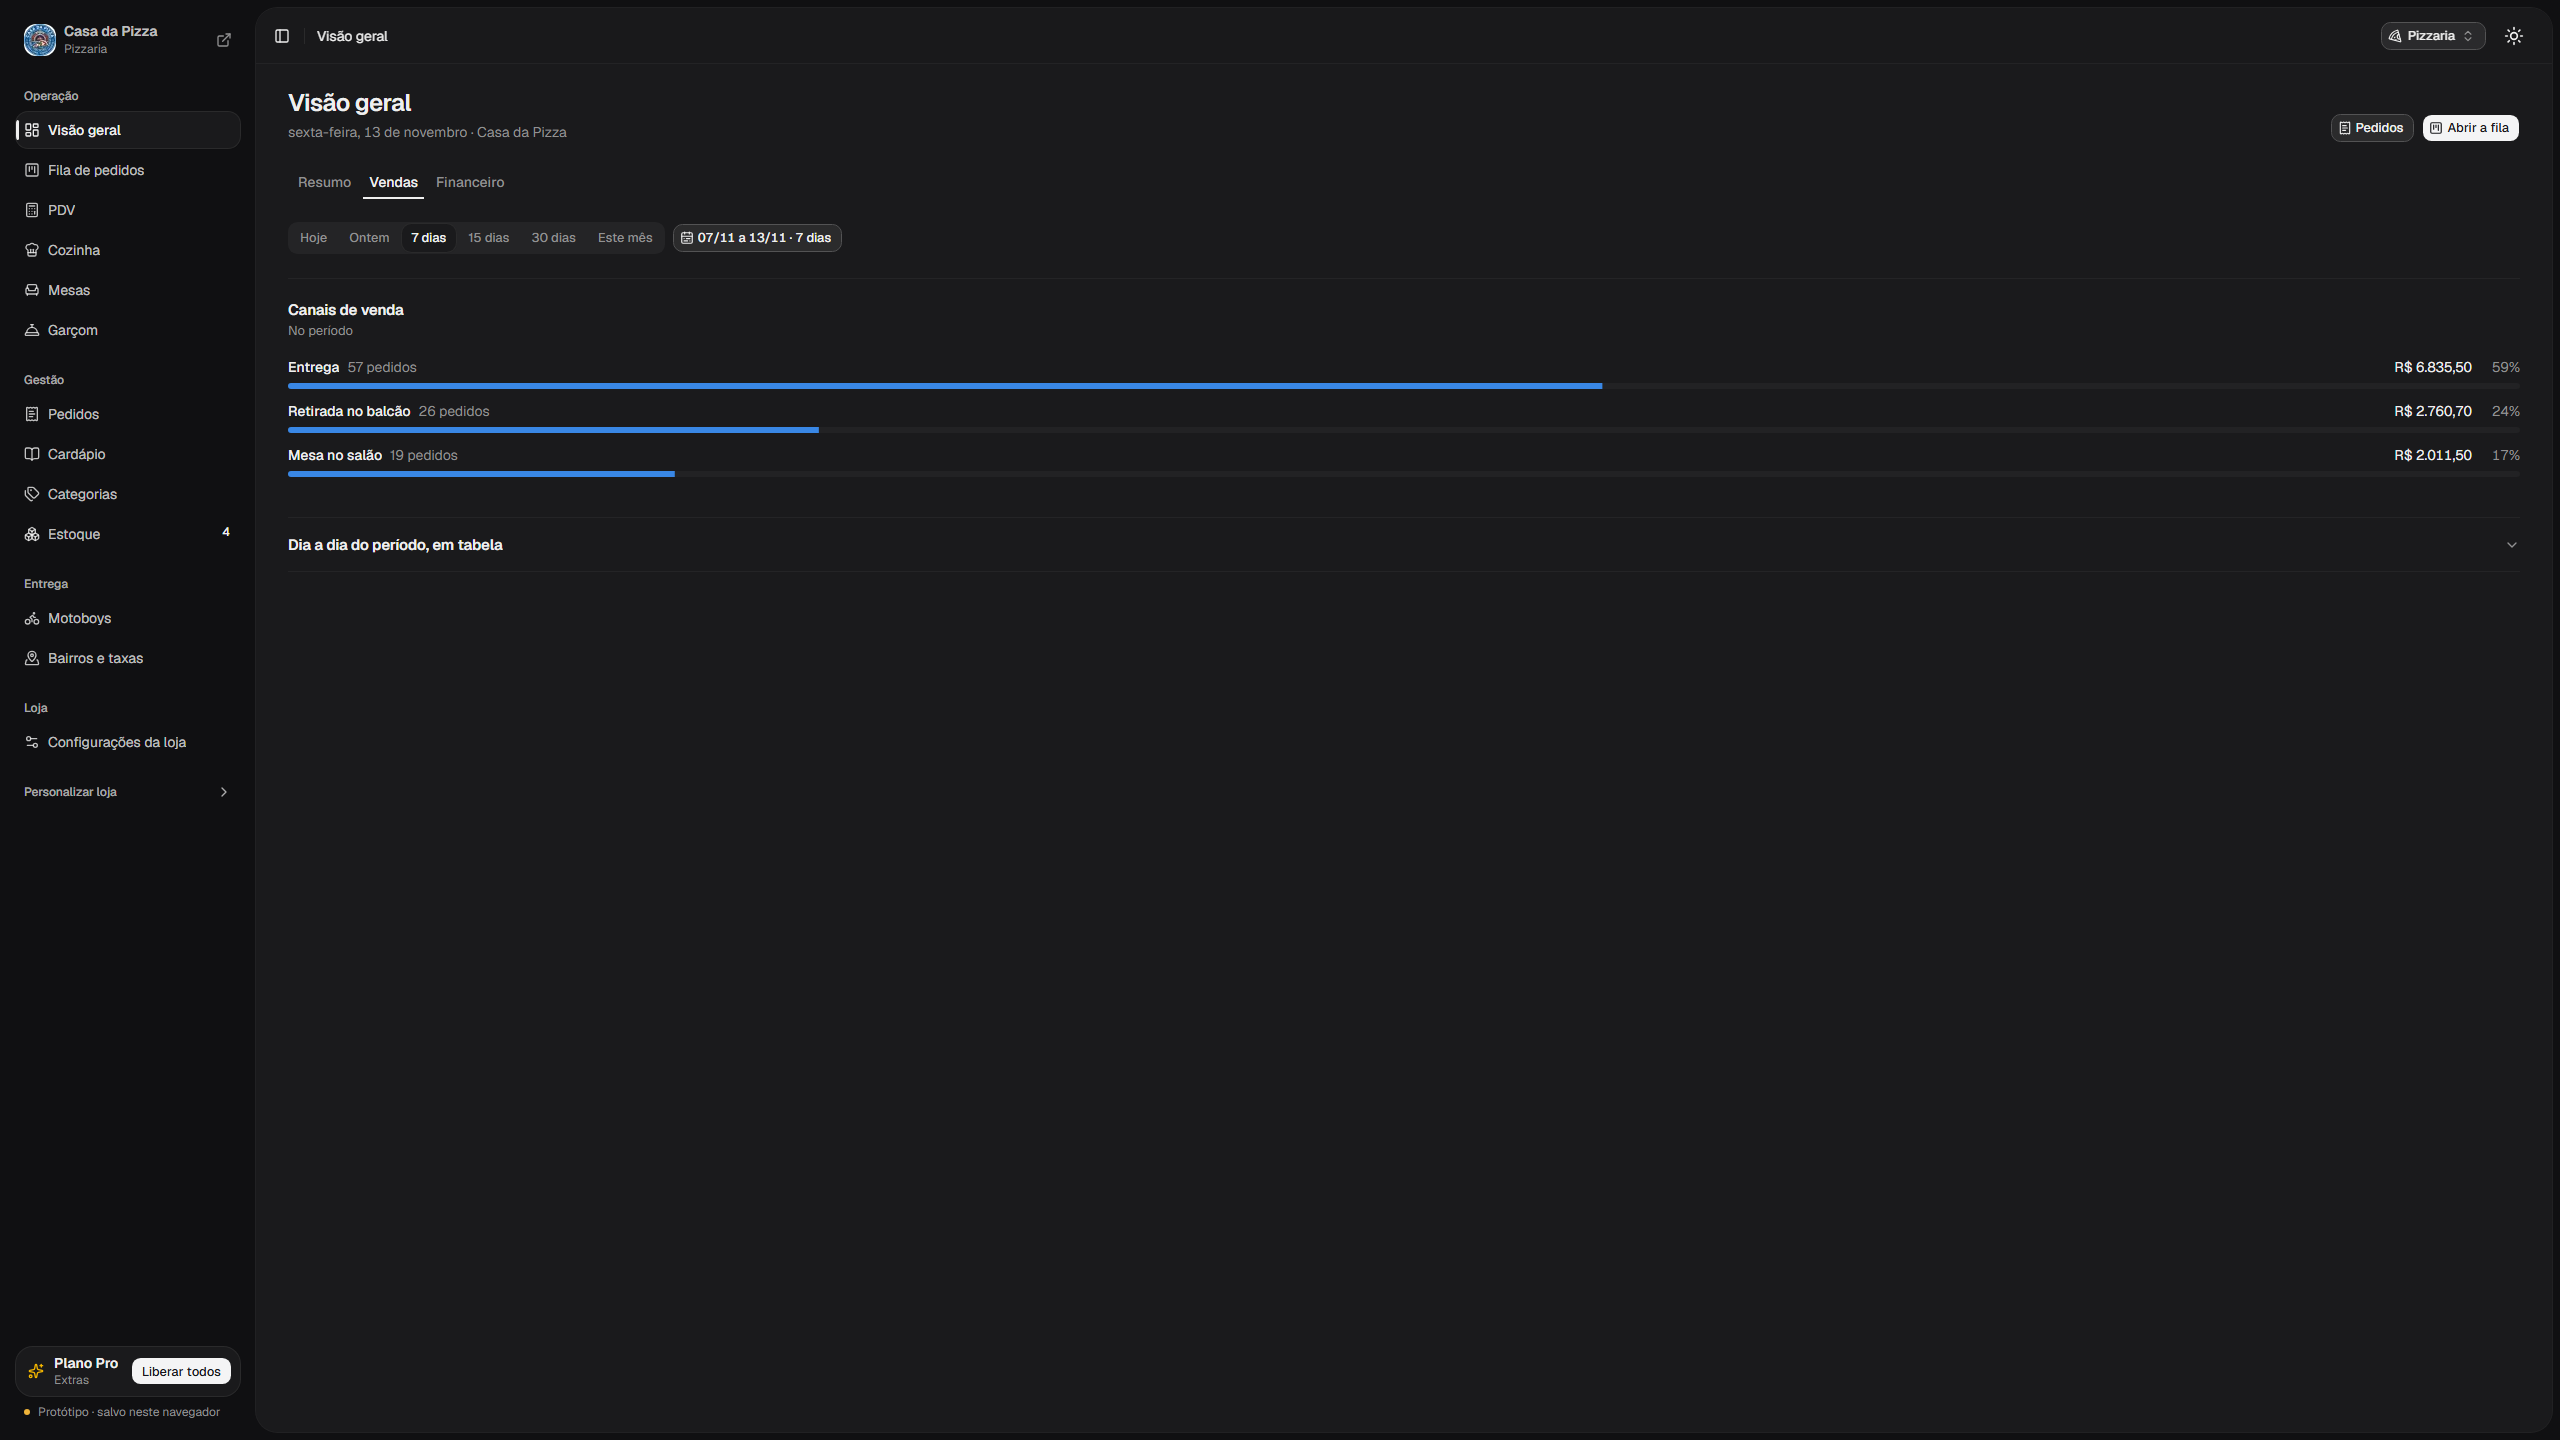 Casa da Pizza
Pizzaria
Operação
Visão geral
Fila de pedidos
PDV
Cozinha
Mesas
Garçom
Gestão
Pedidos
Cardápio
Categorias
Estoque 4
Entrega
Motoboys
Bairros e taxas
Loja
Configurações da loja
Personalizar loja
Plano Pro
Extras
Liberar todos
Protótipo · salvo neste navegador
Visão geral
Pizzaria
Visão geral
sexta-feira, 13 de novembro · Casa da Pizza
Pedidos
Abrir a fila
Resumo Vendas Financeiro
Hoje Ontem 7 dias 15 dias 30 dias Este mês 07/11 a 13/11 · 7 dias
Canais de venda
No período
Entrega 57 pedidos R$ 6.835,50 59%
Retirada no balcão 26 pedidos R$ 2.760,70 24%
Mesa no salão 19 pedidos R$ 2.011,50 17%
Dia a dia do período, em tabela